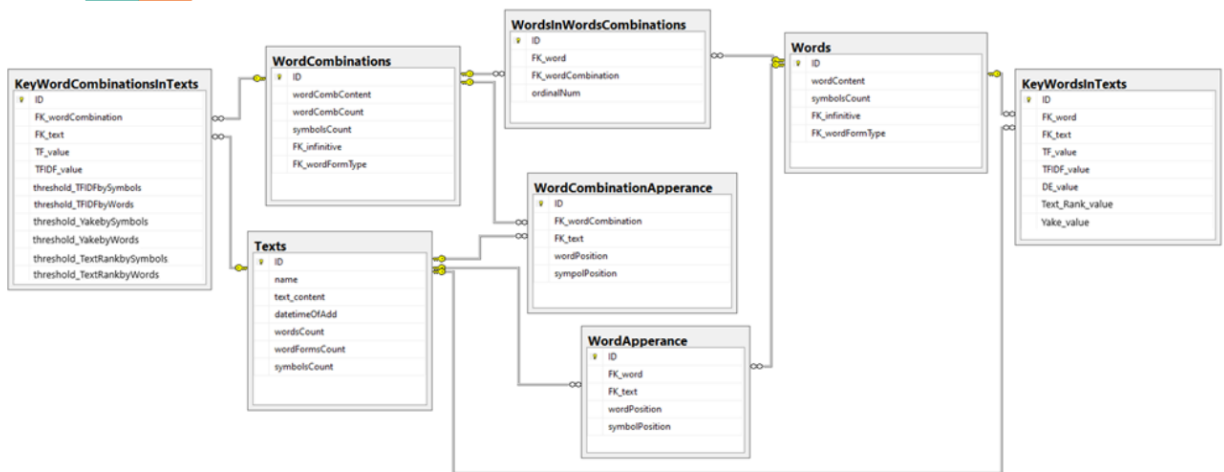 KeyWordCombinationsInTexts
ID
FK_wordCombination
FK_text
TF_value
TFIDF_value
threshold_TFIDFbySymbols
threshold_TFIDFbyWords
threshold_YakebySymbols
threshold_YakebyWords
threshold_TextRankbySymbols
threshold_TextRankbyWords
WordCombinations
ID
wordCombContent
wordCombCount
symbolsCount
FK_infinitive
FK_wordFormType
Texts
ID
name
text_content
datetimeOfAdd
wordsCount
wordFormsCount
symbolsCount
WordsInWordsCombinations
ID
FK_word
FK_wordCombination
ordinalNum
WordCombinationApperance
ID
FK_wordCombination
FK_text
wordPosition
sympolPosition
WordApperance
ID
FK_word
FK_text
wordPosition
symbolPosition
Words
ID
wordContent
symbolsCount
FK_infinitive
FK_wordFormType
KeyWordsInTexts
ID
FK_word
FK_text
TF_value
TFIDF_value
DE_value
Text_Rank_value
Yake_value